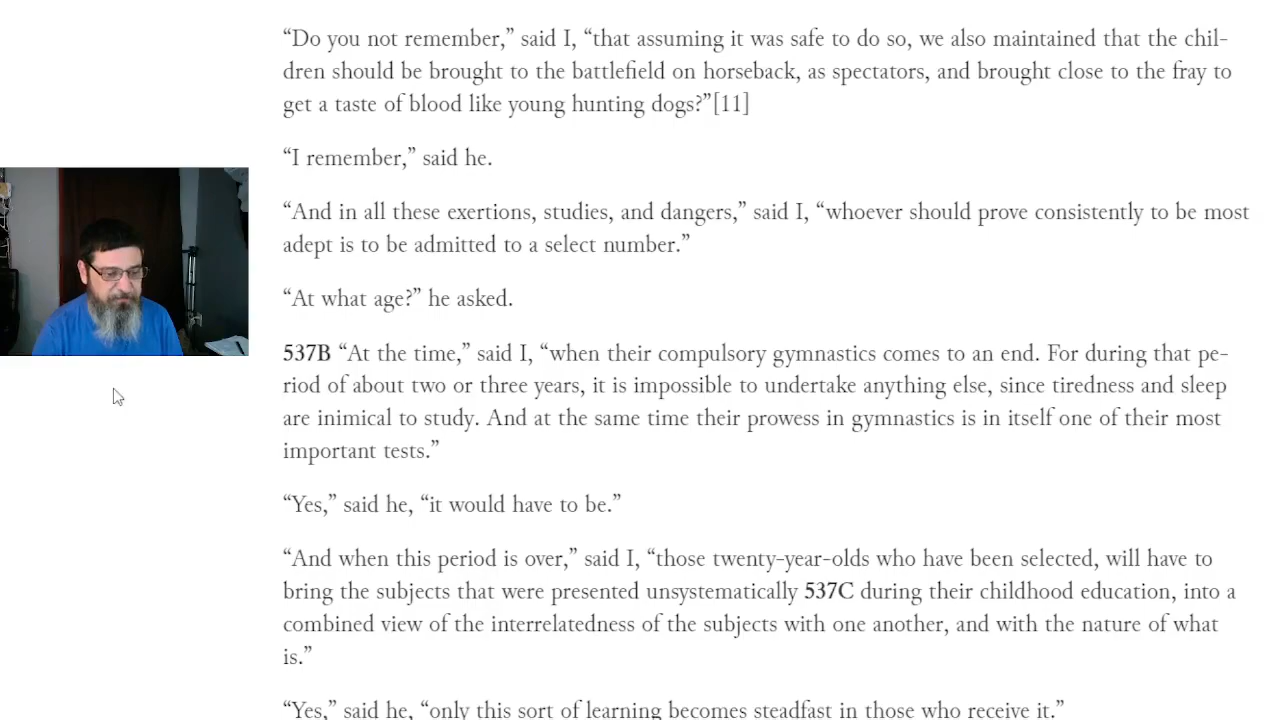 “Do you not remember,” said I, “that assuming it was safe to do so, we also maintained that the chil-
dren should be brought to the battlefield on horseback, as spectators, and brought close to the fray to
get a taste of blood like young hunting dogs?”[11]
“I remember,” said he.
“And in all these exertions, studies, and dangers,” said I, “whoever should prove consistently to be most
adept is to be admitted to a select number.”
“At what age?” he asked.
537B “At the time,” said I, “when their compulsory gymnastics comes to an end. For during that pe-
riod of about two or three years, it is impossible to undertake anything else, since tiredness and sleep
are inimical to study. And at the same time their prowess in gymnastics is in itself one of their most
important tests.”
“Yes,” said he, “it would have to be.”
“And when this period is over,” said I, “those twenty-year-olds who have been selected, will have to
bring the subjects that were presented unsystematically 537C during their childhood education, into a
combined view of the interrelatedness of the subjects with one another, and with the nature of what
is.”
“Yes,” said he, “only this sort of learning becomes steadfast in those who receive it.”